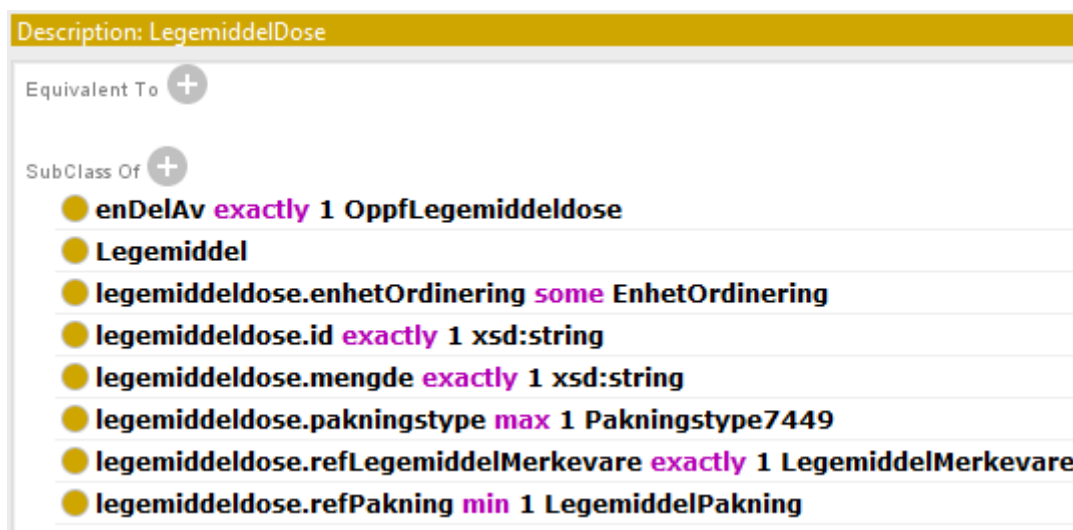 Description: LegemiddelDose
Equivalent To
SubClass Of
enDelAv exactly 1 OppfLegemiddeldose
Legemiddel
legemiddeldose.enhetOrdinering some EnhetOrdinering
legemiddeldose.id exactly 1 xsd:string
legemiddeldose.mengde exactly 1 xsd:string
legemiddeldose.pakningstype max 1 Pakningstype7449
legemiddeldose.refLegemiddelMerkevare exactly 1 LegemiddelMerkevare
legemiddeldose.refPakning min 1 LegemiddelPakning